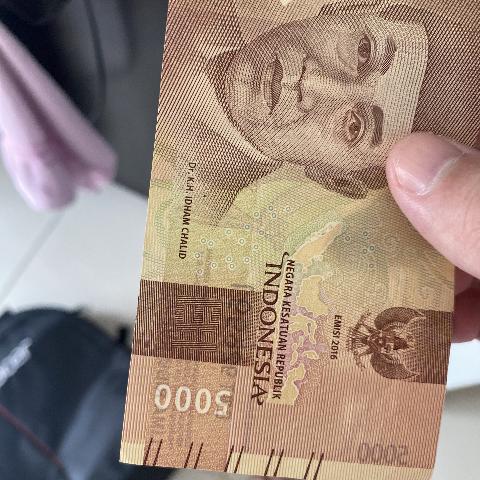 Dr. K.H. IDHAM CHALID
NEGARA KESATUAN REPUBLIK
INDONESIA
EMISI 2016
5000
5000